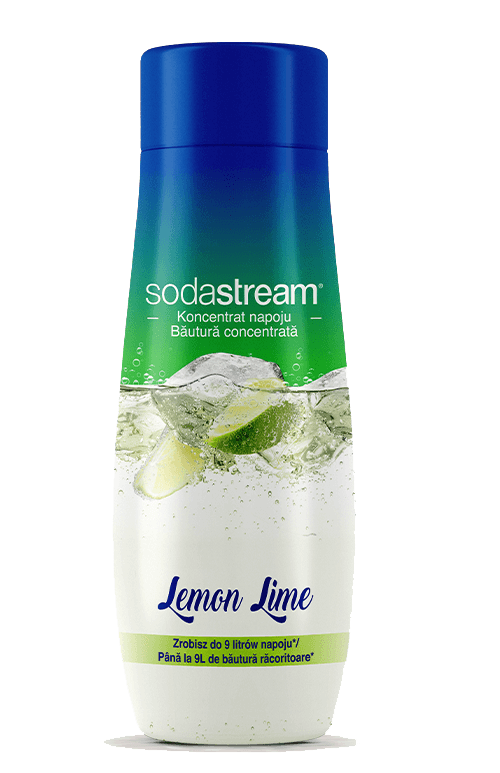 sodastream®
Koncentrat napoju
Băutură concentrată
Lemon Lime
Zrobisz do 9 litrów napoju*/
Până la 9L de băutură răcoritoare*